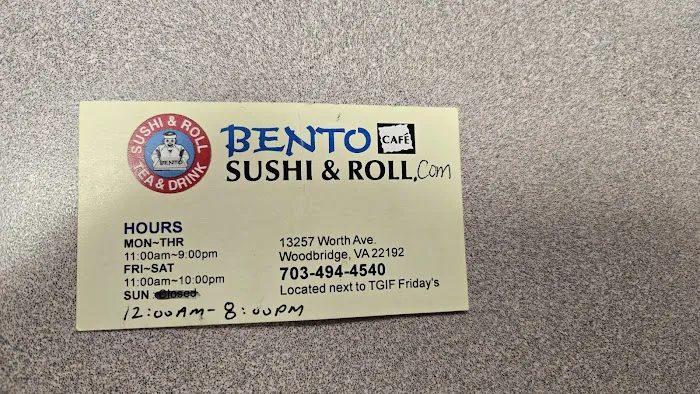 SUSHI & ROLL
BENTO
TEA & DRINK
BENTO CAFÉ
SUSHI & ROLL.com
HOURS
MON~THR
11:00am~9:00pm
FRI~SAT
11:00am~10:00pm
SUN : Closed
12:00AM - 8:00PM
13257 Worth Ave.
Woodbridge, VA 22192
703-494-4540
Located next to TGIF Friday's